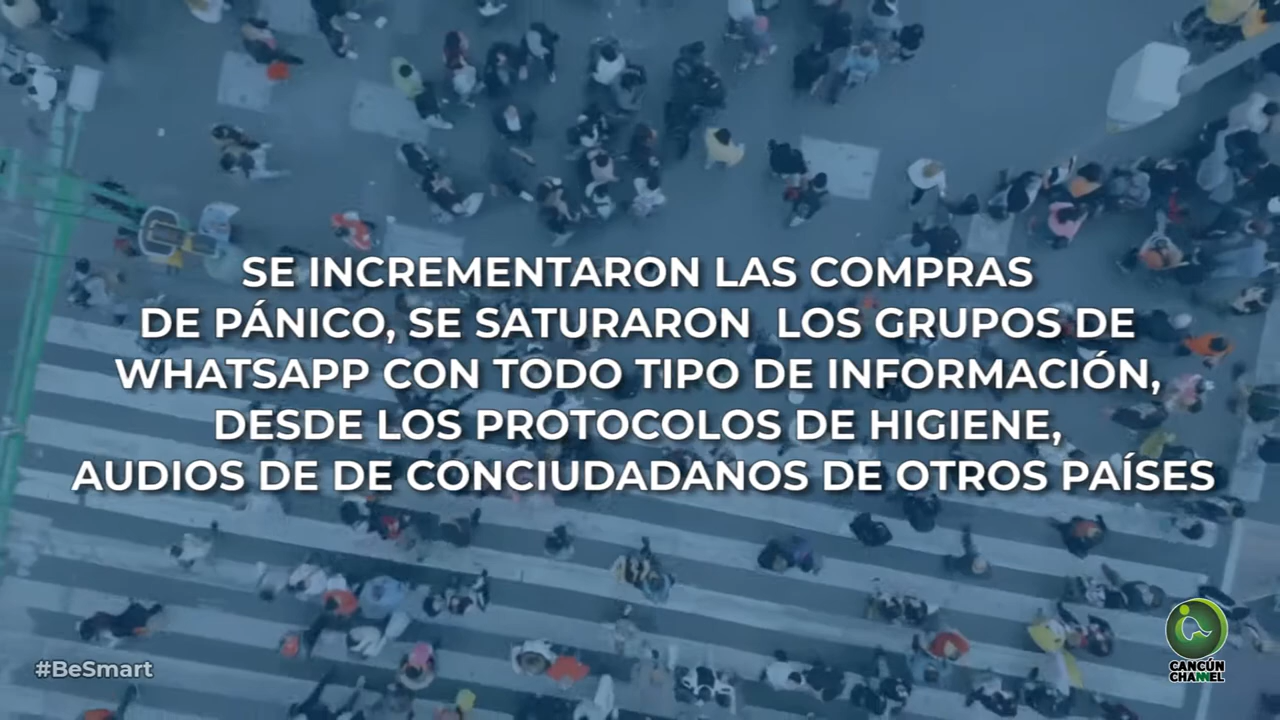 SE INCREMENTARON LAS COMPRAS
DE PÁNICO, SE SATURARON LOS GRUPOS DE
WHATSAPP CON TODO TIPO DE INFORMACIÓN,
DESDE LOS PROTOCOLOS DE HIGIENE,
AUDIOS DE DE CONCIUDADANOS DE OTROS PAÍSES
#BeSmart
CANCÚN
CHANNEL